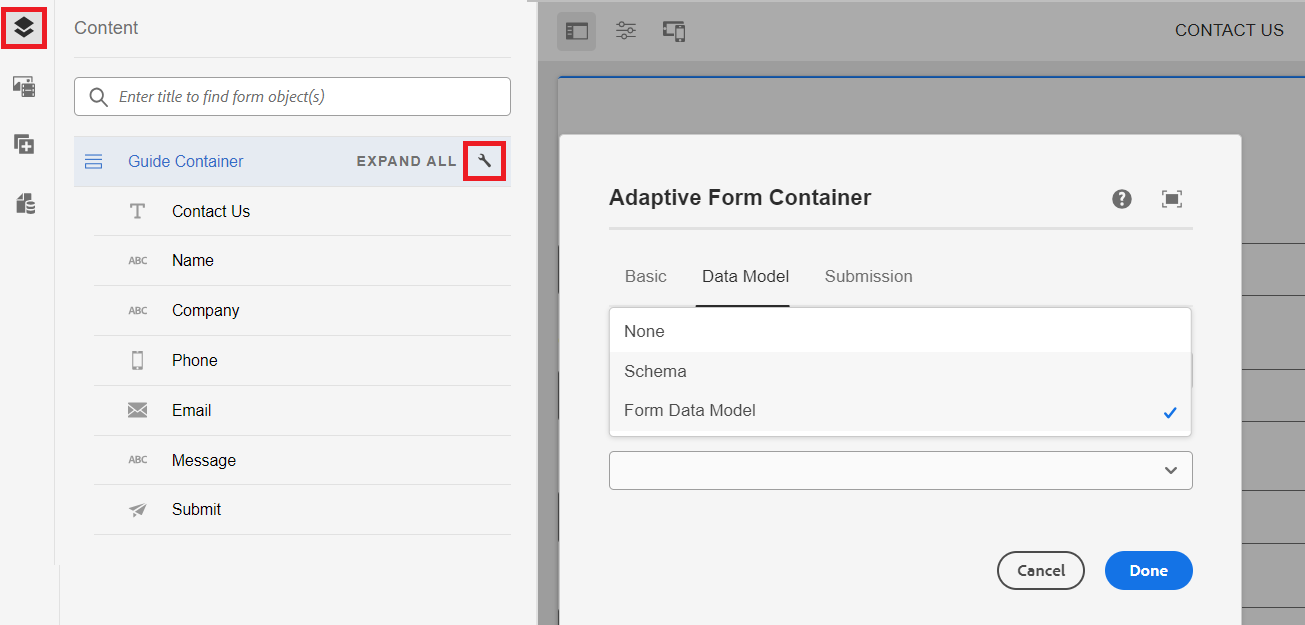 Content
CONTACT US
Enter title to find form object(s)
Guide Container EXPAND ALL
T Contact Us
ABC Name
ABC Company
Phone
Email
ABC Message
Submit
Adaptive Form Container
?
Basic Data Model Submission
None
Schema
Form Data Model
Cancel Done